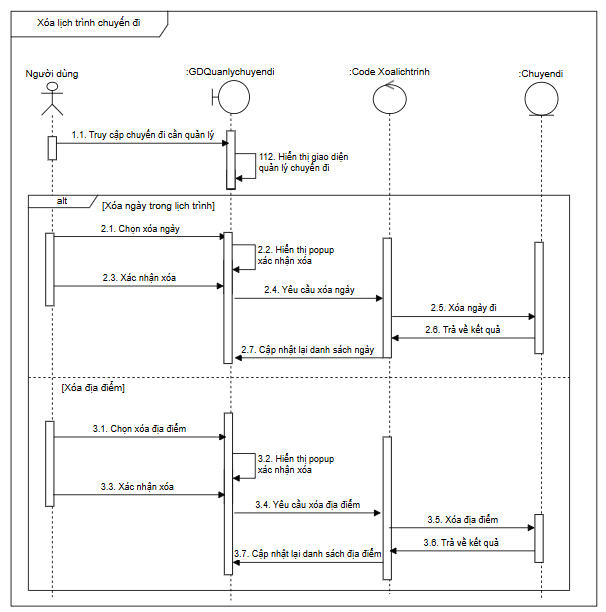 Xóa lịch trình chuyến đi
Người dùng
:GDQuanlychuyendi
:Code Xoalichtrinh
:Chuyendi
1.1. Truy cập chuyến đi cần quản lý
112. Hiển thị giao diện
quản lý chuyến đi
alt
[Xóa ngày trong lịch trình]
2.1. Chọn xóa ngày
2.2. Hiển thị popup
xác nhận xóa
2.3. Xác nhận xóa
2.4. Yêu cầu xóa ngày
2.5. Xóa ngày đi
2.6. Trả về kết quả
2.7. Cập nhật lại danh sách ngày
[Xóa địa điểm]
3.1. Chọn xóa địa điểm
3.2. Hiển thị popup
xác nhận xóa
3.3. Xác nhận xóa
3.4. Yêu cầu xóa địa điểm
3.5. Xóa địa điểm
3.6. Trả về kết quả
3.7. Cập nhật lại danh sách địa điểm